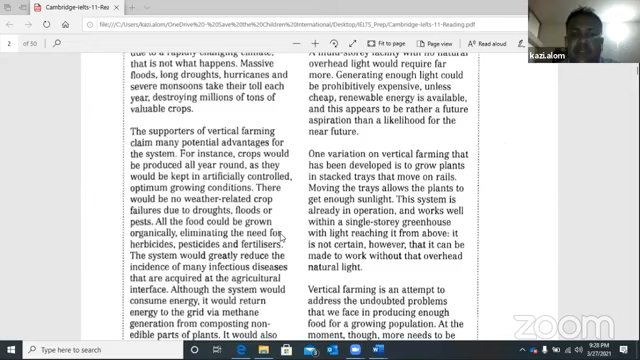 Cambridge-Ielts-11-Rea
file:///C:/Users/kazi.alom/OneDrive%20-%20Save%20the%20Children%20International/Desktop/IELTS_Prep/Cambridge-Ielts-11-Reading.pdf
2
of 50
Fit to page
Page view
Read aloud
kazi.alom
due to a rapidly changing climate,
that is not what happens. Massive
floods, long droughts, hurricanes and
severe monsoons take their toll each
year, destroying millions of tons of
valuable crops.
The supporters of vertical farming
claim many potential advantages for
the system. For instance, crops would
be produced all year round, as they
would be kept in artificially controlled,
optimum growing conditions. There
would be no weather-related crop
failures due to droughts, floods or
pests. All the food could be grown
organically, eliminating the need for
herbicides, pesticides and fertilisers.
The system would greatly reduce the
incidence of many infectious diseases
that are acquired at the agricultural
interface. Although the system would
consume energy, it would return
energy to the grid via methane
generation from composting non-
edible parts of plants. It would also
A multi-storey facility with no natural
overhead light would require far
more. Generating enough light could
be prohibitively expensive, unless
cheap, renewable energy is available,
and this appears to be rather a future
aspiration than a likelihood for the
near future.
One variation on vertical farming that
has been developed is to grow plants
in stacked trays that move on rails.
Moving the trays allows the plants to
get enough sunlight. This system is
already in operation, and works well
within a single-storey greenhouse
with light reaching it from above: it
is not certain, however, that it can be
made to work without that overhead
natural light.
Vertical farming is an attempt to
address the undoubted problems
that we face in producing enough
food for a growing population. At the
moment, though, more needs to be
zoom
9:28 PM
3/27/2021